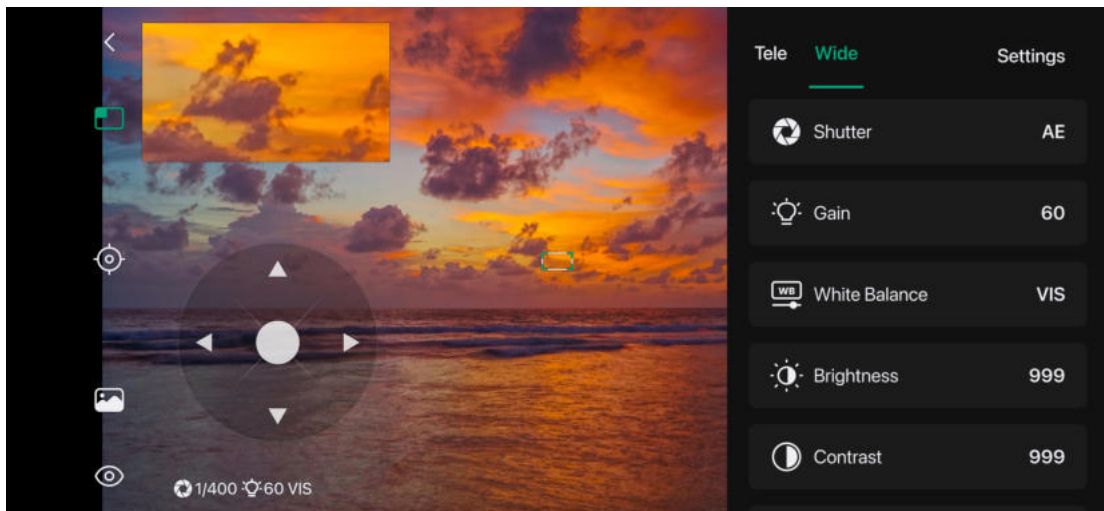 Tele Wide Settings
Shutter AE
Gain 60
WB White Balance VIS
Brightness 999
Contrast 999
1/400 60 VIS